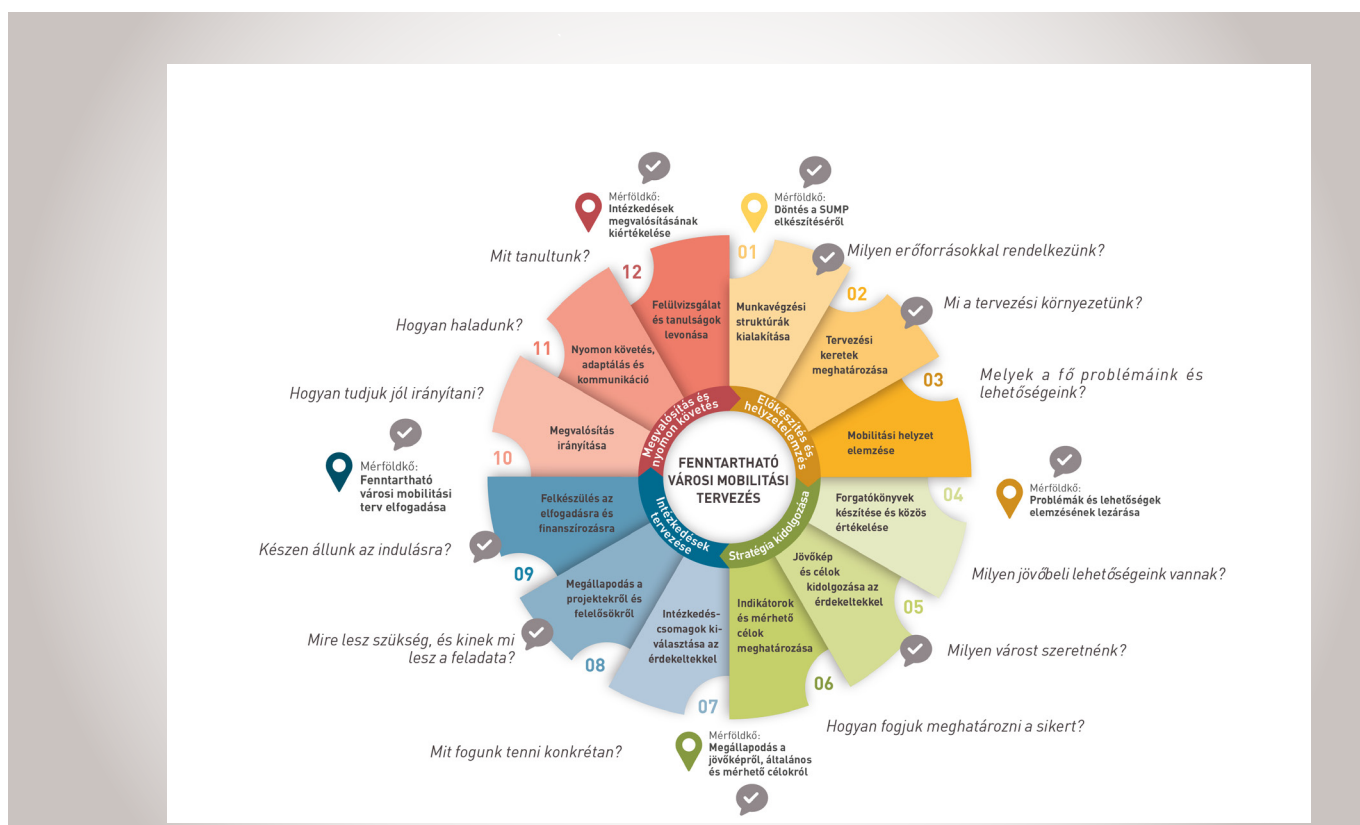 FENNTARTHATÓ
VÁROSI MOBILITÁSI
TERVEZÉS
Előkészítés és
helyzetelemzés
Stratégia kidolgozása
Intézkedések
tervezése
Megvalósítás és
nyomon követés
Mérföldkő:
Döntés a SUMP
elkészítéséről
01
Munkavégzési
struktúrák
kialakítása
Milyen erőforrásokkal rendelkezünk?
02
Tervezési
keretek
meghatározása
Mi a tervezési környezetünk?
03
Mobilitási helyzet
elemzése
Melyek a fő problémáink és
lehetőségeink?
Mérföldkő:
Problémák és lehetőségek
elemzésének lezárása
04
Forgatókönyvek
készítése és közös
értékelése
Milyen jövőbeli lehetőségeink vannak?
05
Jövőkép
és célok
kidolgozása az
érdekeltekkel
Milyen várost szeretnénk?
06
Indikátorok
és mérhető
célok
meghatározása
Hogyan fogjuk meghatározni a sikert?
Mérföldkő:
Megállapodás a
jövőképről, általános
és mérhető célokról
07
Intézkedés-
csomagok ki-
választása az
érdekeltekkel
Mit fogunk tenni konkrétan?
08
Megállapodás a
projektekről és
felelősökről
Mire lesz szükség, és kinek mi
lesz a feladata?
09
Felkészülés az
elfogadásra és
finanszírozásra
Készen állunk az indulásra?
Mérföldkő:
Fenntartható
városi mobilitási
terv elfogadása
10
Megvalósítás
irányítása
Hogyan tudjuk jól irányítani?
11
Nyomon követés,
adaptálás és
kommunikáció
Hogyan haladunk?
12
Felülvizsgálat
és tanulságok
levonása
Mit tanultunk?
Mérföldkő:
Intézkedések
megvalósításának
kiértékelése